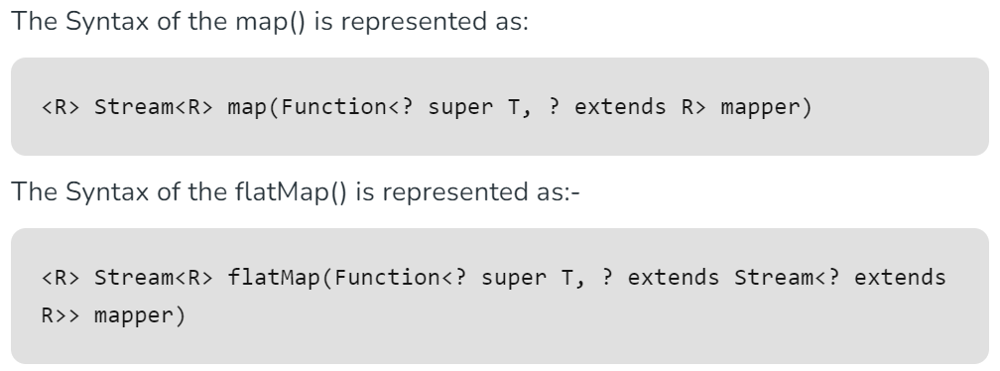 The Syntax of the map() is represented as:
<R> Stream<R> map(Function<? super T, ? extends R> mapper)
The Syntax of the flatMap() is represented as:-
<R> Stream<R> flatMap(Function<? super T, ? extends Stream<? extends
R>> mapper)